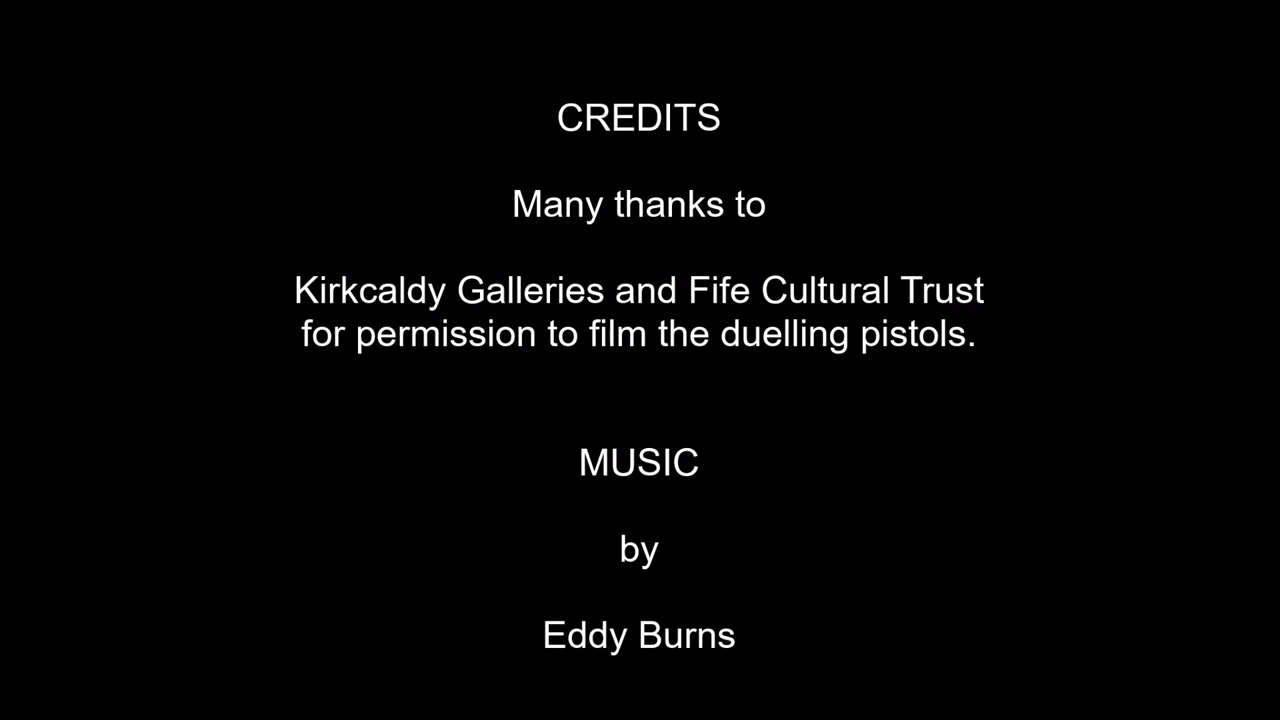 CREDITS
Many thanks to
Kirkcaldy Galleries and Fife Cultural Trust
for permission to film the duelling pistols.
MUSIC
by
Eddy Burns